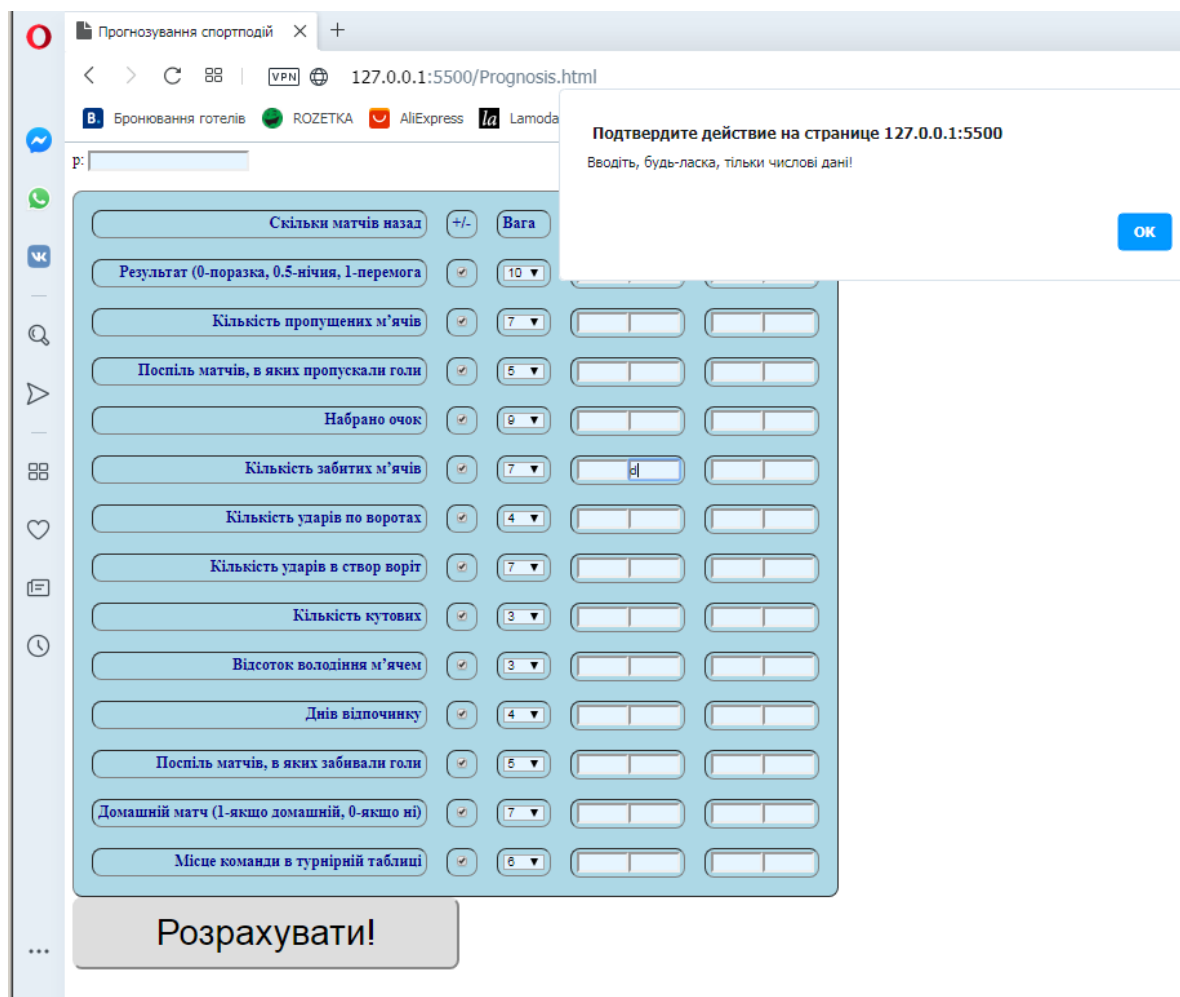 Прогнозування спортподій
VPN 127.0.0.1:5500/Prognosis.html
B. Бронювання готелів ROZETKA AliExpress la Lamoda
Подтвердите действие на странице 127.0.0.1:5500
Вводіть, будь-ласка, тільки числові дані!
ОК
p:
Скільки матчів назад +/- Вага
Результат (0-поразка, 0.5-нічия, 1-перемога 10
Кількість пропущених м'ячів 7
Поспіль матчів, в яких пропускали голи 5
Набрано очок 9
Кількість забитих м'ячів 7 d
Кількість ударів по воротах 4
Кількість ударів в створ воріт 7
Кількість кутових 3
Відсоток володіння м'ячем 3
Днів відпочинку 4
Поспіль матчів, в яких забивали голи 5
Домашній матч (1-якщо домашній, 0-якщо ні) 7
Місце команди в турнірній таблиці 6
Розрахувати!